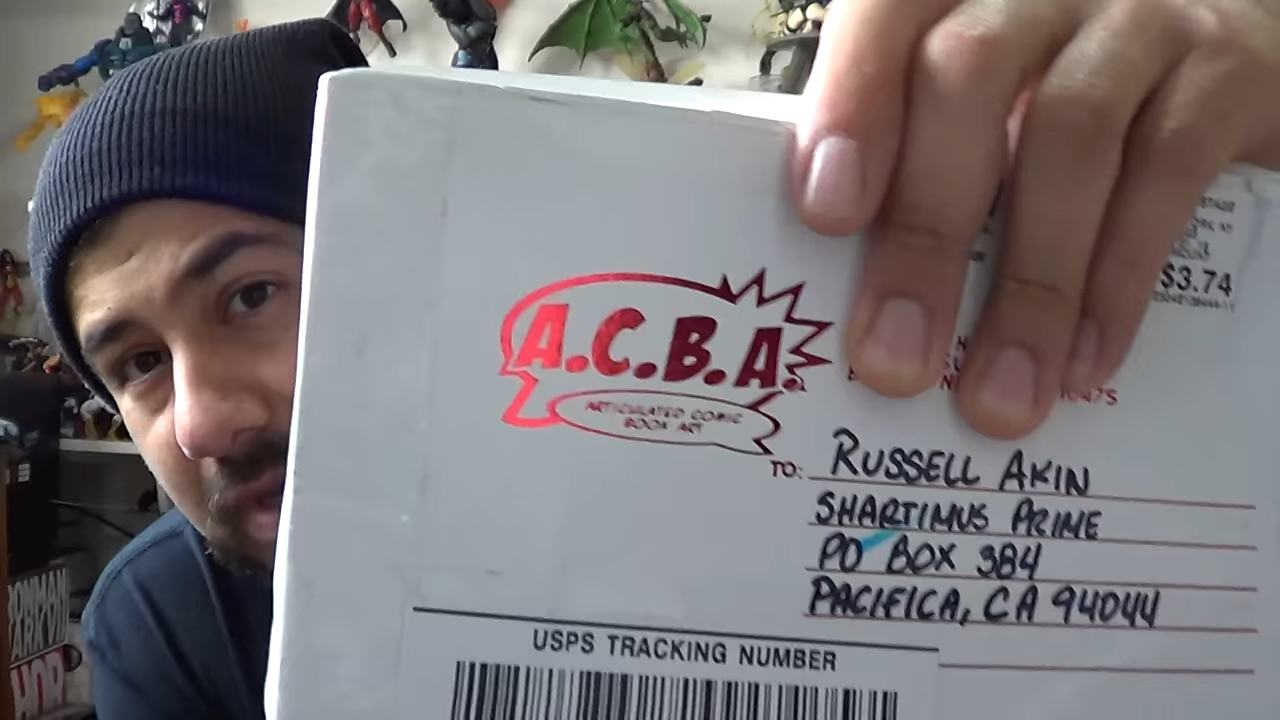 $3.74
A.C.B.A.
ARTICULATED COMIC
BOOK ART
TO: RUSSELL AKIN
SHARTIMUS PRIME
PO BOX 384
PACIFICA, CA 94044
USPS TRACKING NUMBER